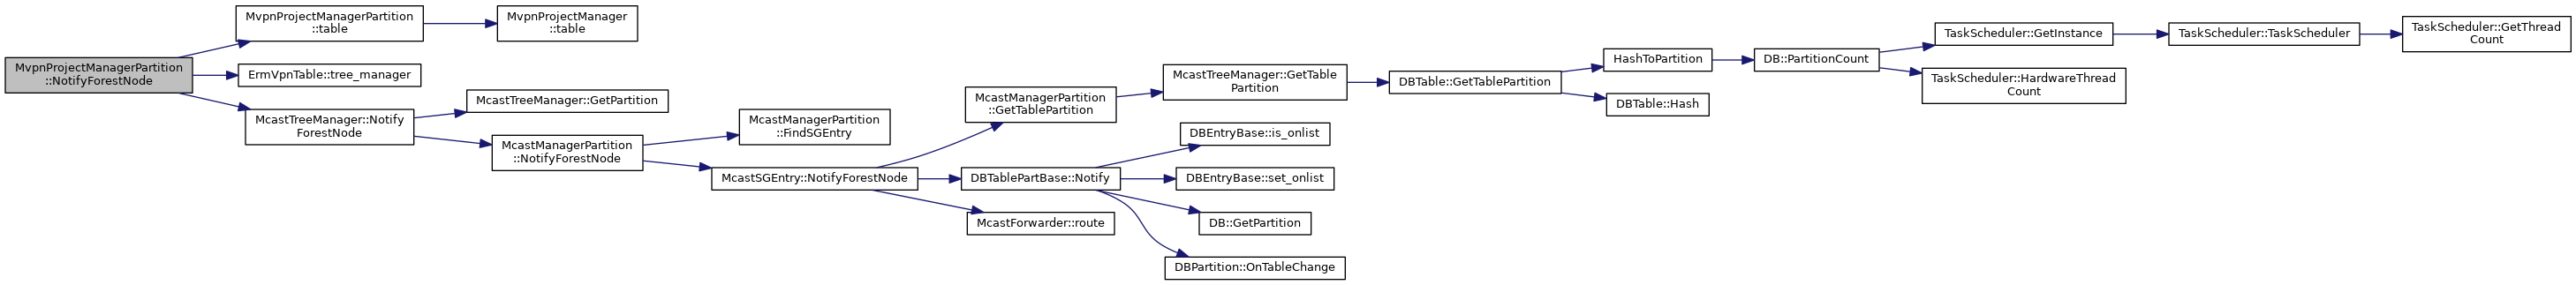 MvpnProjectManagerPartition
::NotifyForestNode
MvpnProjectManagerPartition
::table
MvpnProjectManager
::table
ErmVpnTable::tree_manager
McastTreeManager::Notify
ForestNode
McastTreeManager::GetPartition
McastManagerPartition
::NotifyForestNode
McastManagerPartition
::FindSGEntry
McastSGEntry::NotifyForestNode
McastManagerPartition
::GetTablePartition
McastTreeManager::GetTable
Partition
DBTable::GetTablePartition
HashToPartition
DB::PartitionCount
TaskScheduler::GetInstance
TaskScheduler::TaskScheduler
TaskScheduler::GetThread
Count
TaskScheduler::HardwareThread
Count
DBTable::Hash
DBTablePartBase::Notify
DBEntryBase::is_onlist
DBEntryBase::set_onlist
DB::GetPartition
DBPartition::OnTableChange
McastForwarder::route